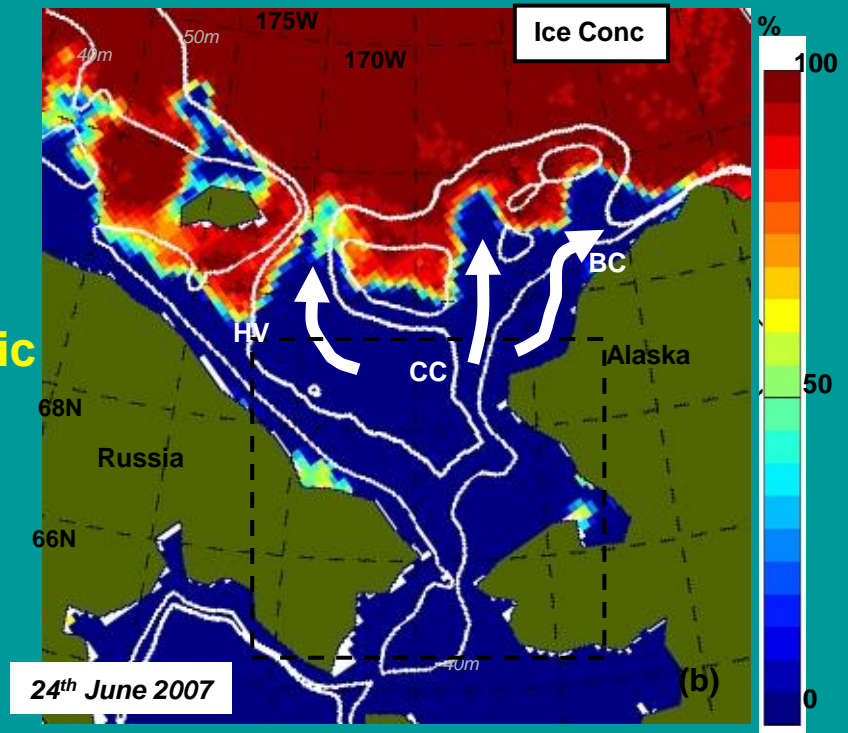 175W
Ice Conc
%
50m
40m
170W
100
BC
HV
ic
Alaska
CC
50
68N
Russia
66N
40m
24th June 2007
(b)
0